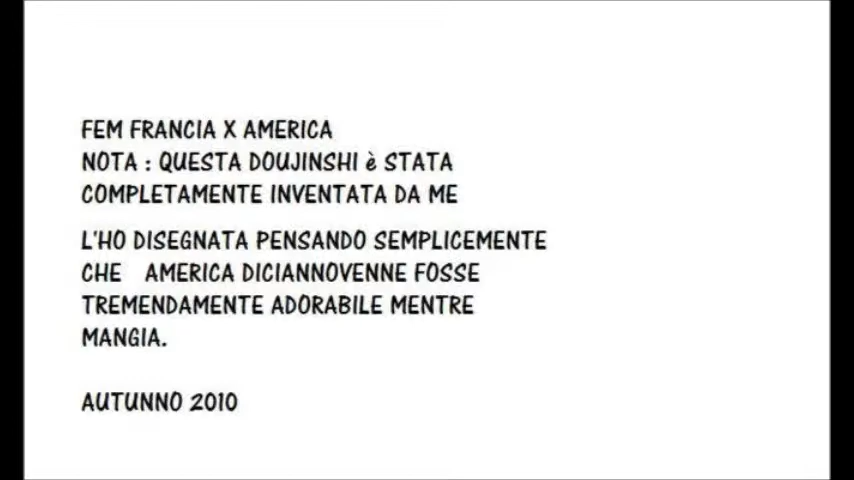 FEM FRANCIA X AMERICA
NOTA : QUESTA DOUJINSHI è STATA
COMPLETAMENTE INVENTATA DA ME
L'HO DISEGNATA PENSANDO SEMPLICEMENTE
CHE AMERICA DICIANNOVENNE FOSSE
TREMENDAMENTE ADORABILE MENTRE
MANGIA.
AUTUNNO 2010